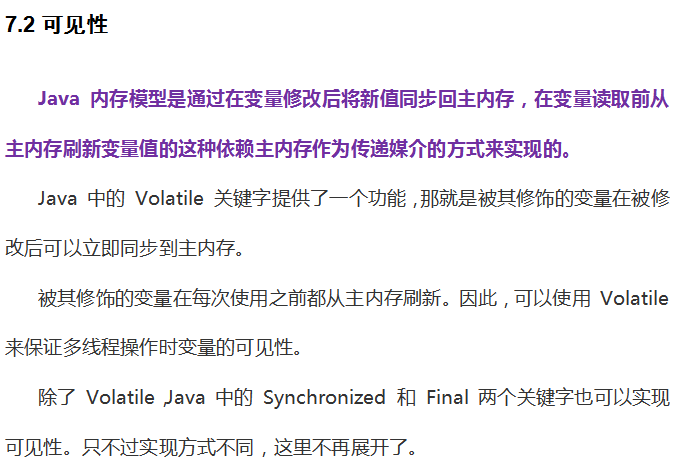 7.2 可见性
Java 内存模型是通过在变量修改后将新值同步回主内存，在变量读取前从
主内存刷新变量值的这种依赖主内存作为传递媒介的方式来实现的。
Java 中的 Volatile 关键字提供了一个功能，那就是被其修饰的变量在被修
改后可以立即同步到主内存。
被其修饰的变量在每次使用之前都从主内存刷新。因此，可以使用 Volatile
来保证多线程操作时变量的可见性。
除了 Volatile，Java 中的 Synchronized 和 Final 两个关键字也可以实现
可见性。只不过实现方式不同，这里不再展开了。